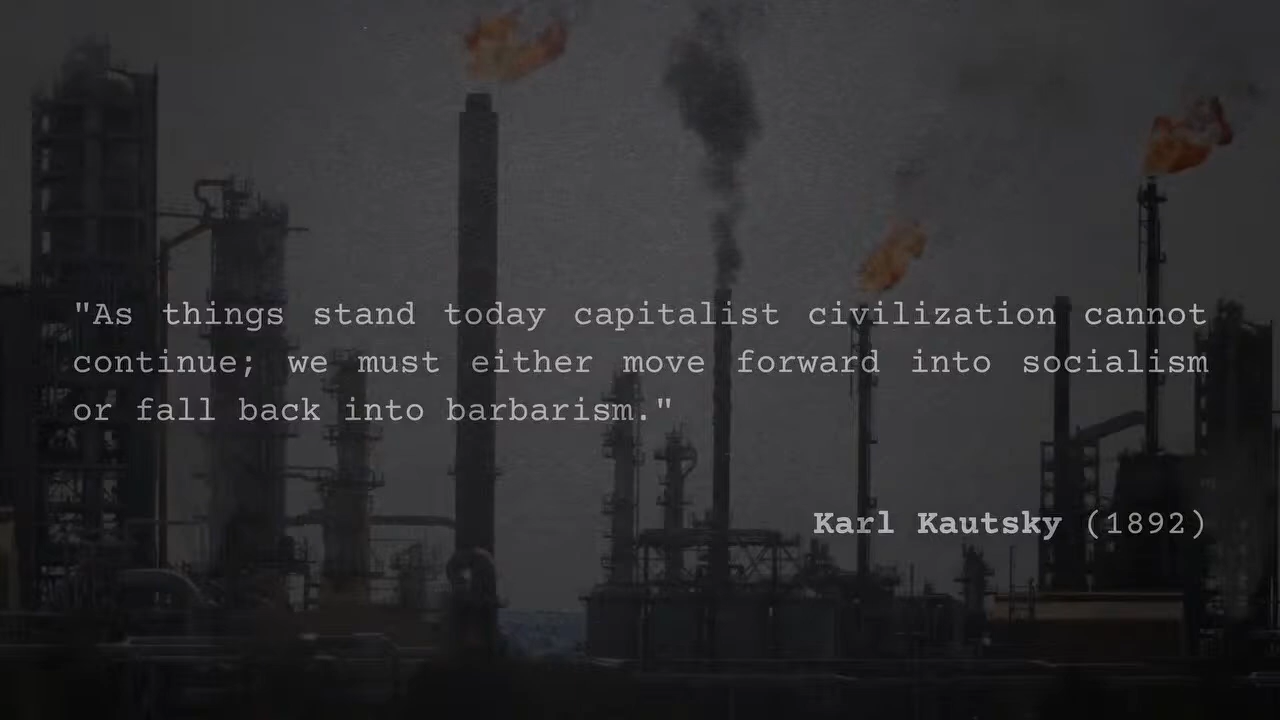 "As things stand today capitalist civilization cannot
continue; we must either move forward into socialism
or fall back into barbarism."
Karl Kautsky (1892)